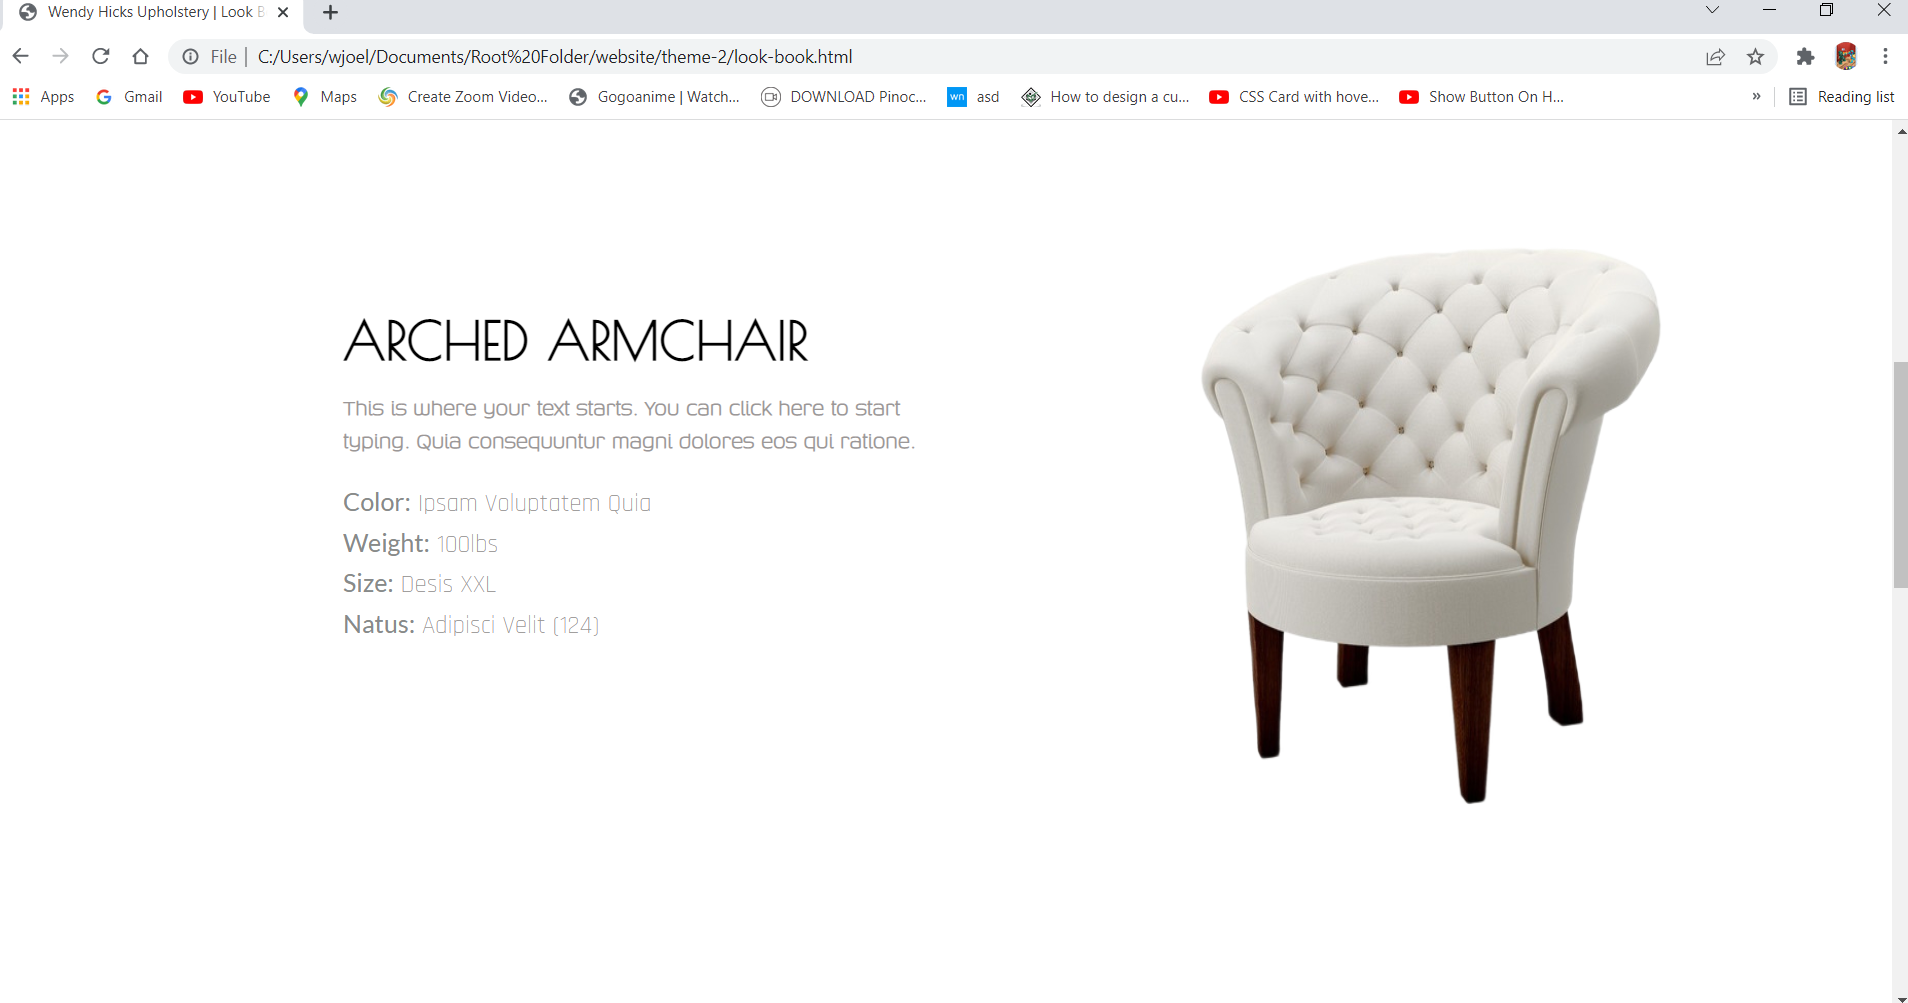 Wendy Hicks Upholstery | Look B
File | C:/Users/wjoel/Documents/Root%20Folder/website/theme-2/look-book.html
Apps Gmail YouTube Maps Create Zoom Video... Gogoanime | Watch... DOWNLOAD Pinoc... wn asd How to design a cu... CSS Card with hove... Show Button On H... » Reading list
ARCHED ARMCHAIR
This is where your text starts. You can click here to start
typing. Quia consequuntur magni dolores eos qui ratione.
Color: Ipsam Voluptatem Quia
Weight: 100lbs
Size: Desis XXL
Natus: Adipisci Velit (124)